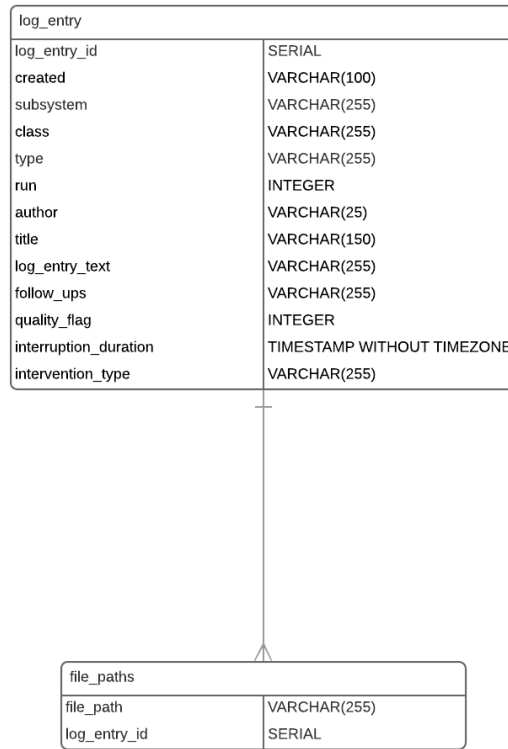 log_entry
log_entry_id SERIAL
created VARCHAR(100)
subsystem VARCHAR(255)
class VARCHAR(255)
type VARCHAR(255)
run INTEGER
author VARCHAR(25)
title VARCHAR(150)
log_entry_text VARCHAR(255)
follow_ups VARCHAR(255)
quality_flag INTEGER
interruption_duration TIMESTAMP WITHOUT TIMEZONE
intervention_type VARCHAR(255)
file_paths
file_path VARCHAR(255)
log_entry_id SERIAL